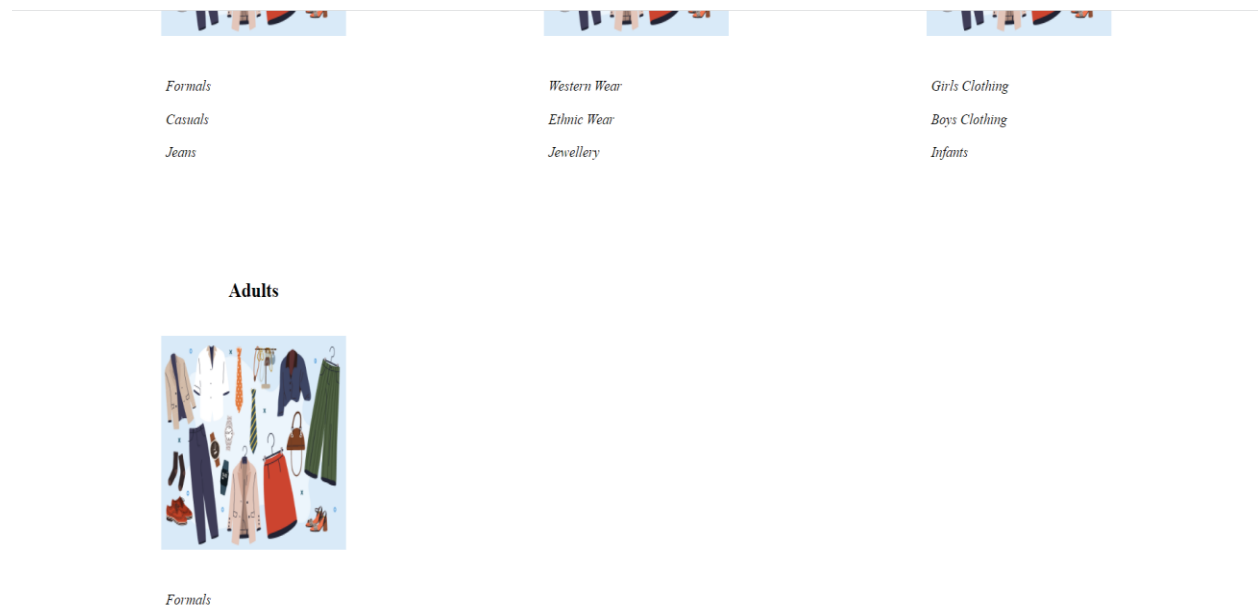 Formals
Casuals
Jeans
Western Wear
Ethnic Wear
Jewellery
Girls Clothing
Boys Clothing
Infants
Adults
Formals